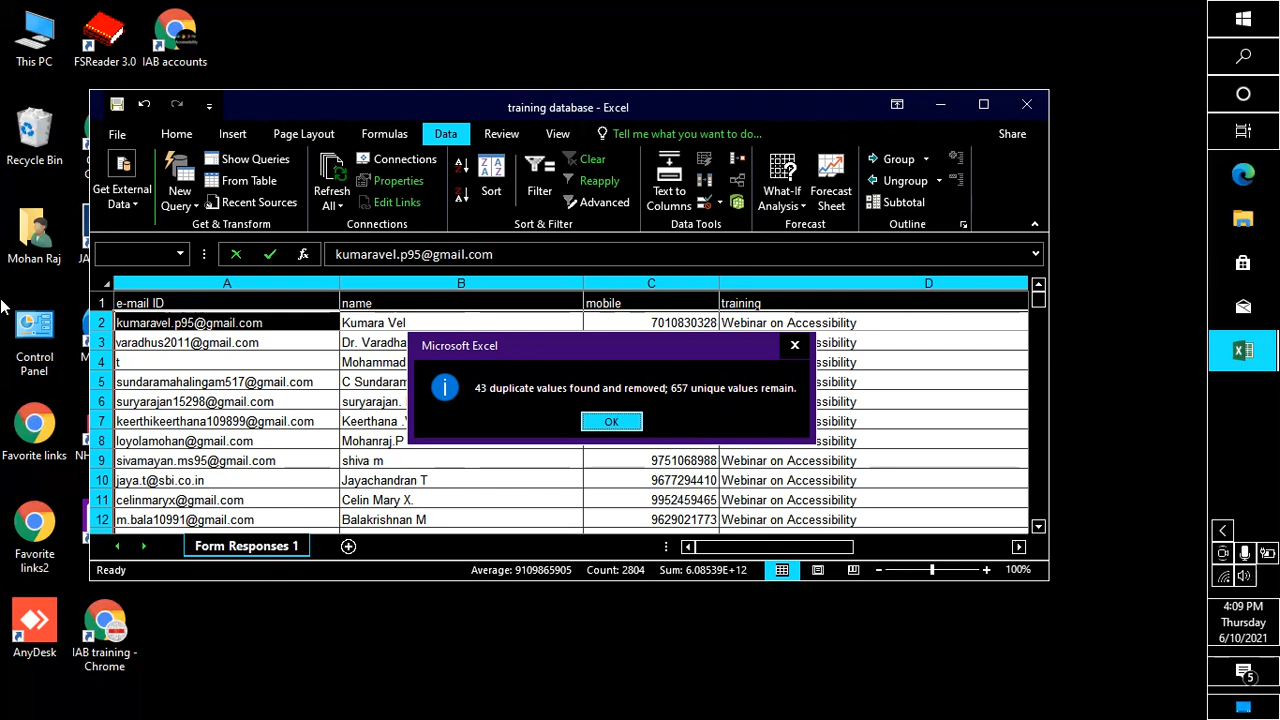 This PC
FSReader 3.0
IAB accounts
Recycle Bin
Mohan Raj
Control
Panel
Favorite links
Favorite
links2
AnyDesk
IAB training -
Chrome
training database - Excel
File Home Insert Page Layout Formulas Data Review View Tell me what you want to do... Share
Get External
Data
New
Query
Show Queries
From Table
Recent Sources
Get & Transform
Refresh
All
Connections
Properties
Edit Links
Connections
Sort
Filter
Clear
Reapply
Advanced
Sort & Filter
Text to
Columns
Data Tools
What-If
Analysis
Forecast
Sheet
Forecast
Group
Ungroup
Subtotal
Outline
fx kumaravel.p95@gmail.com
A B C D
1 e-mail ID name mobile training
2 kumaravel.p95@gmail.com Kumara Vel 7010830328 Webinar on Accessibility
3 varadhus2011@gmail.com Dr. Varadha sibility
4 t Mohammad sibility
5 sundaramahalingam517@gmail.com C Sundaram sibility
6 suryarajan15298@gmail.com suryarajan. sibility
7 keerthikeerthana109899@gmail.com Keerthana . sibility
8 loyolamohan@gmail.com Mohanraj.P sibility
9 sivamayan.ms95@gmail.com shiva m 9751068988 Webinar on Accessibility
10 jaya.t@sbi.co.in Jayachandran T 9677294410 Webinar on Accessibility
11 celinmaryx@gmail.com Celin Mary X. 9952459465 Webinar on Accessibility
12 m.bala10991@gmail.com Balakrishnan M 9629021773 Webinar on Accessibility
Microsoft Excel
43 duplicate values found and removed; 657 unique values remain.
OK
Form Responses 1
Ready Average: 9109865905 Count: 2804 Sum: 6.08539E+12 100%
4:09 PM
Thursday
6/10/2021
5